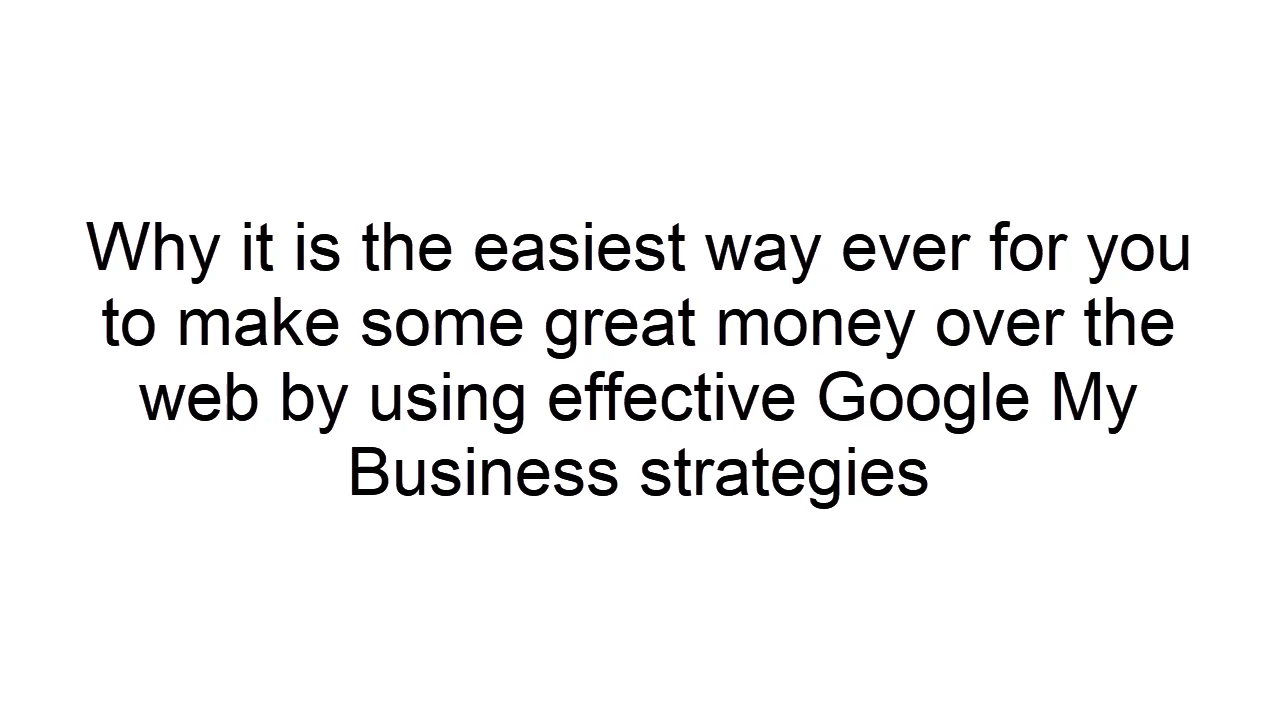 Why it is the easiest way ever for you
to make some great money over the
web by using effective Google My
Business strategies